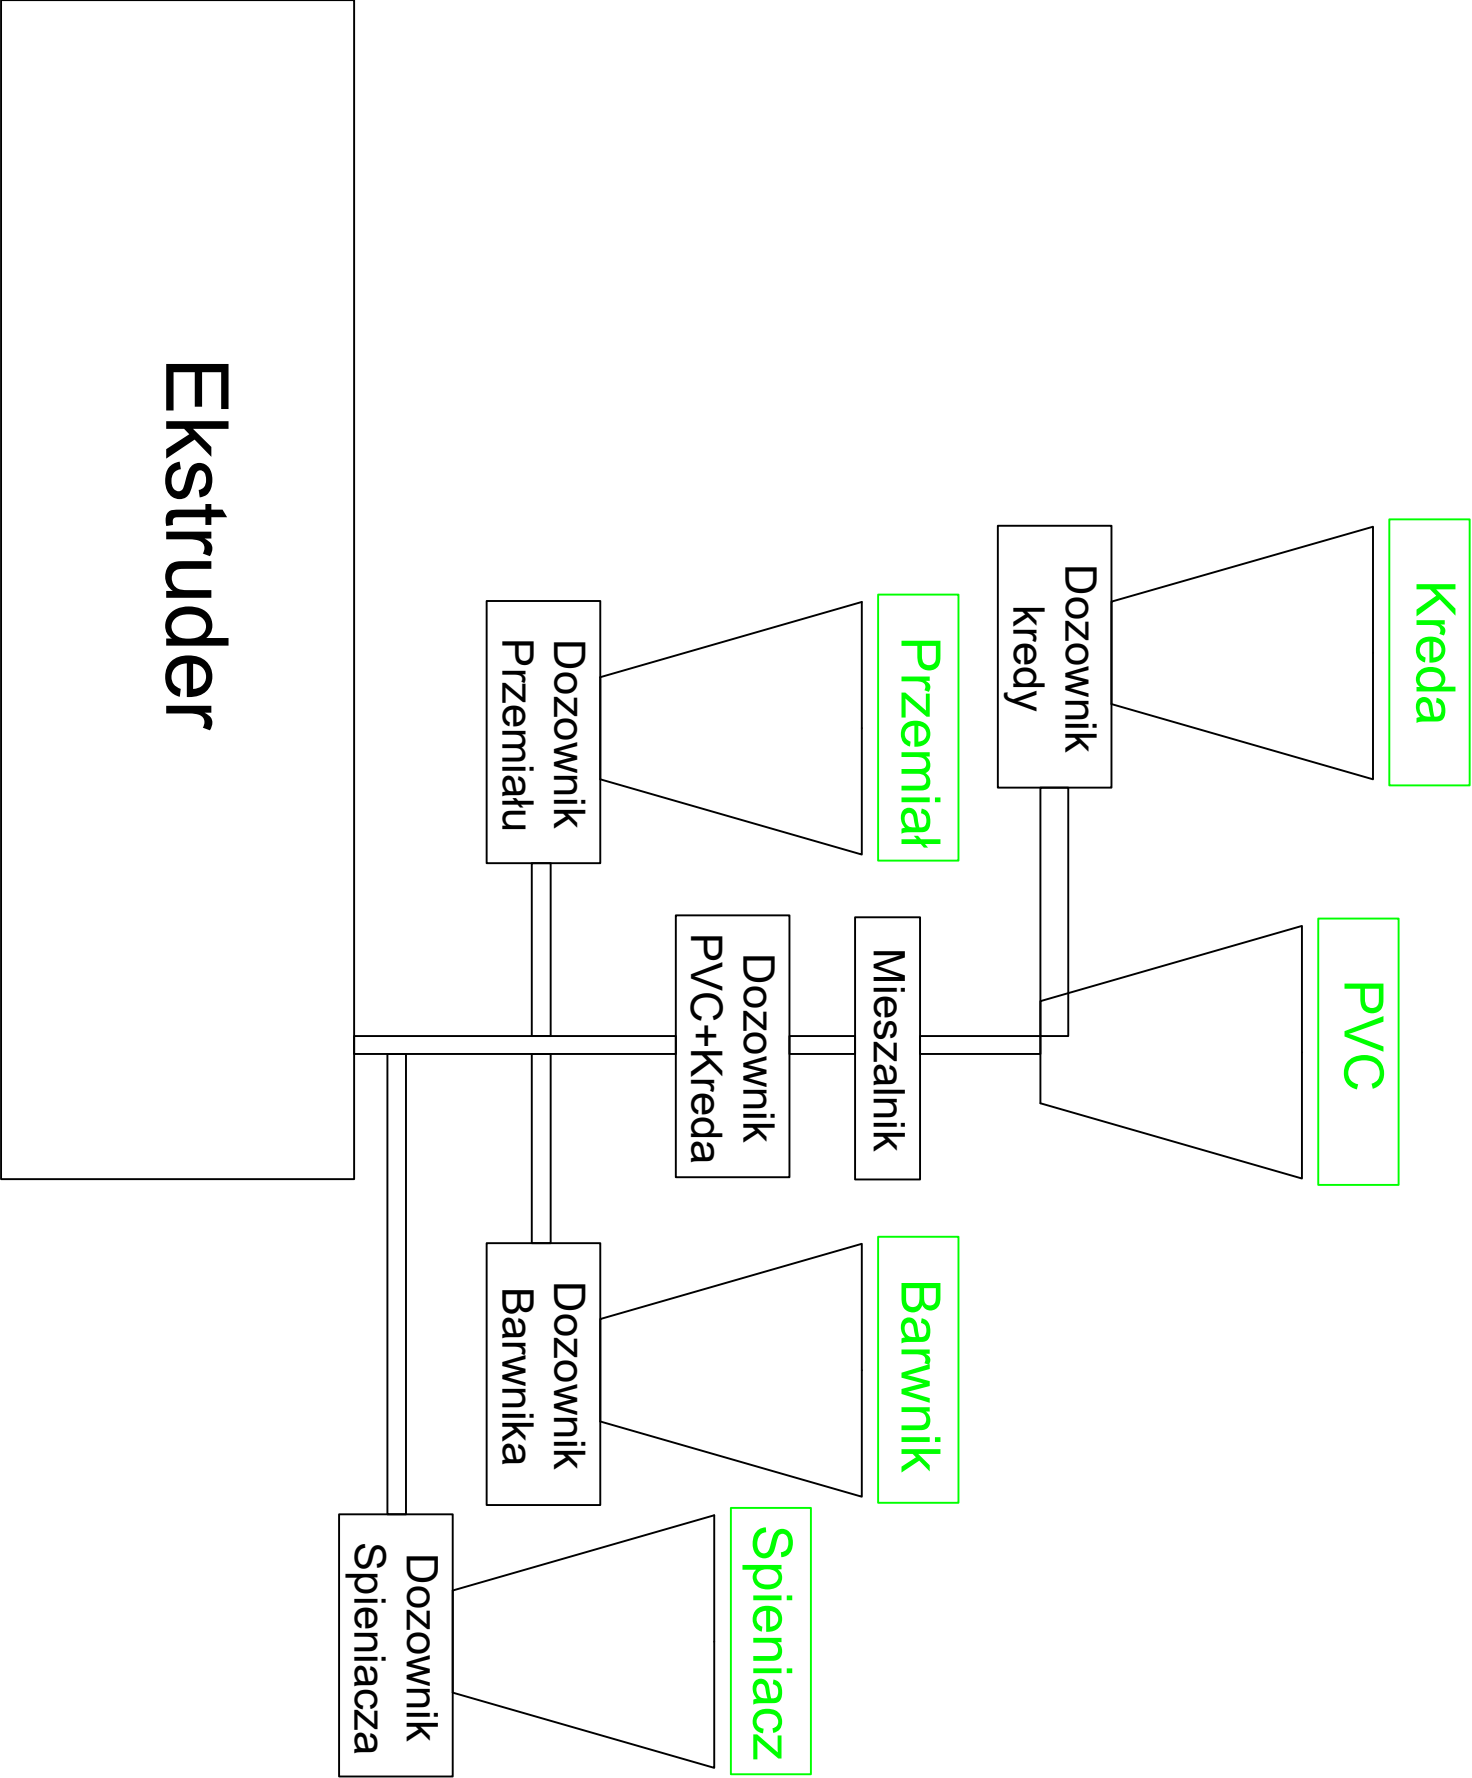 Kreda
PVC
Dozownik
kredy
Przemiał
Mieszalnik
Barwnik
Dozownik
PVC+Kreda
Spieniacz
Dozownik
Przemiału
Dozownik
Barwnika
Dozownik
Spieniacza
Ekstruder